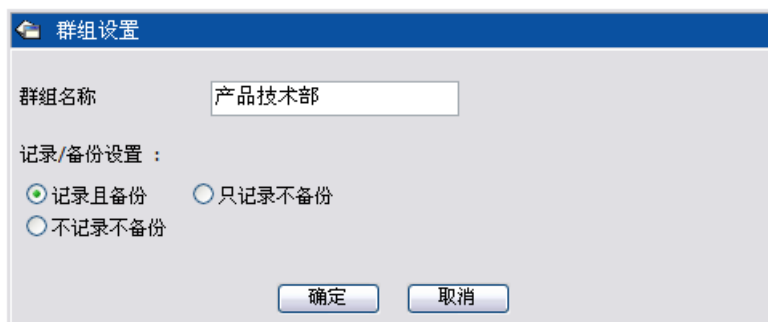 群组设置
群组名称 产品技术部
记录/备份设置 :
记录且备份 只记录不备份
不记录不备份
确定 取消